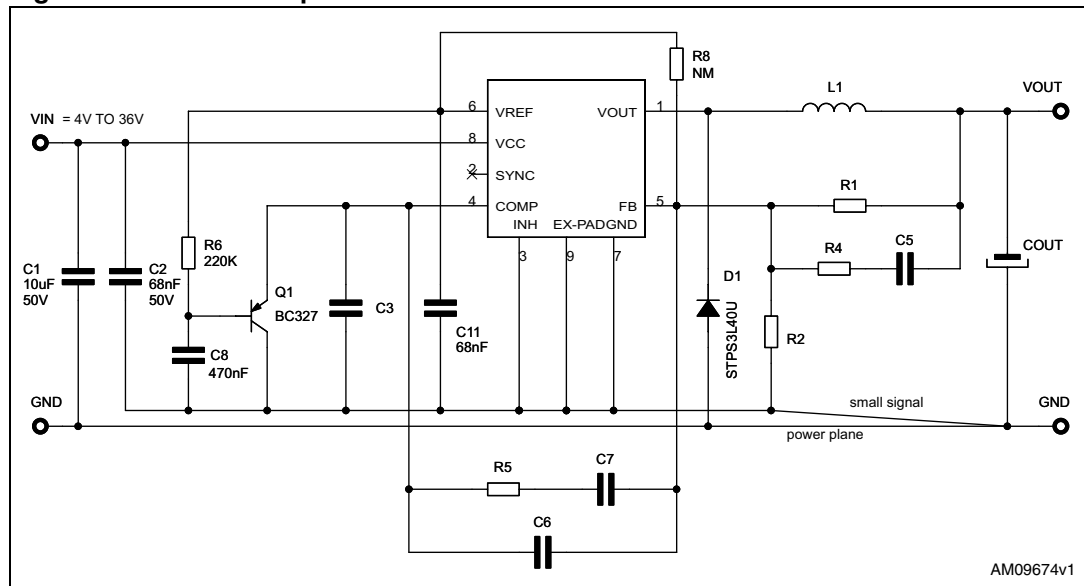 R8
NM
L1
VOUT
6
VREF
VOUT
1
VIN = 4V TO 36V
8
VCC
2
SYNC
4
COMP
FB
5
R1
INH
EX-PAD
GND
3
9
7
R6
220K
R4
C5
COUT
C1
10uF
50V
C2
68nF
50V
Q1
BC327
C3
D1
STPS3L40U
C11
68nF
R2
C8
470nF
GND
small signal
GND
power plane
R5
C7
C6
AM09674v1